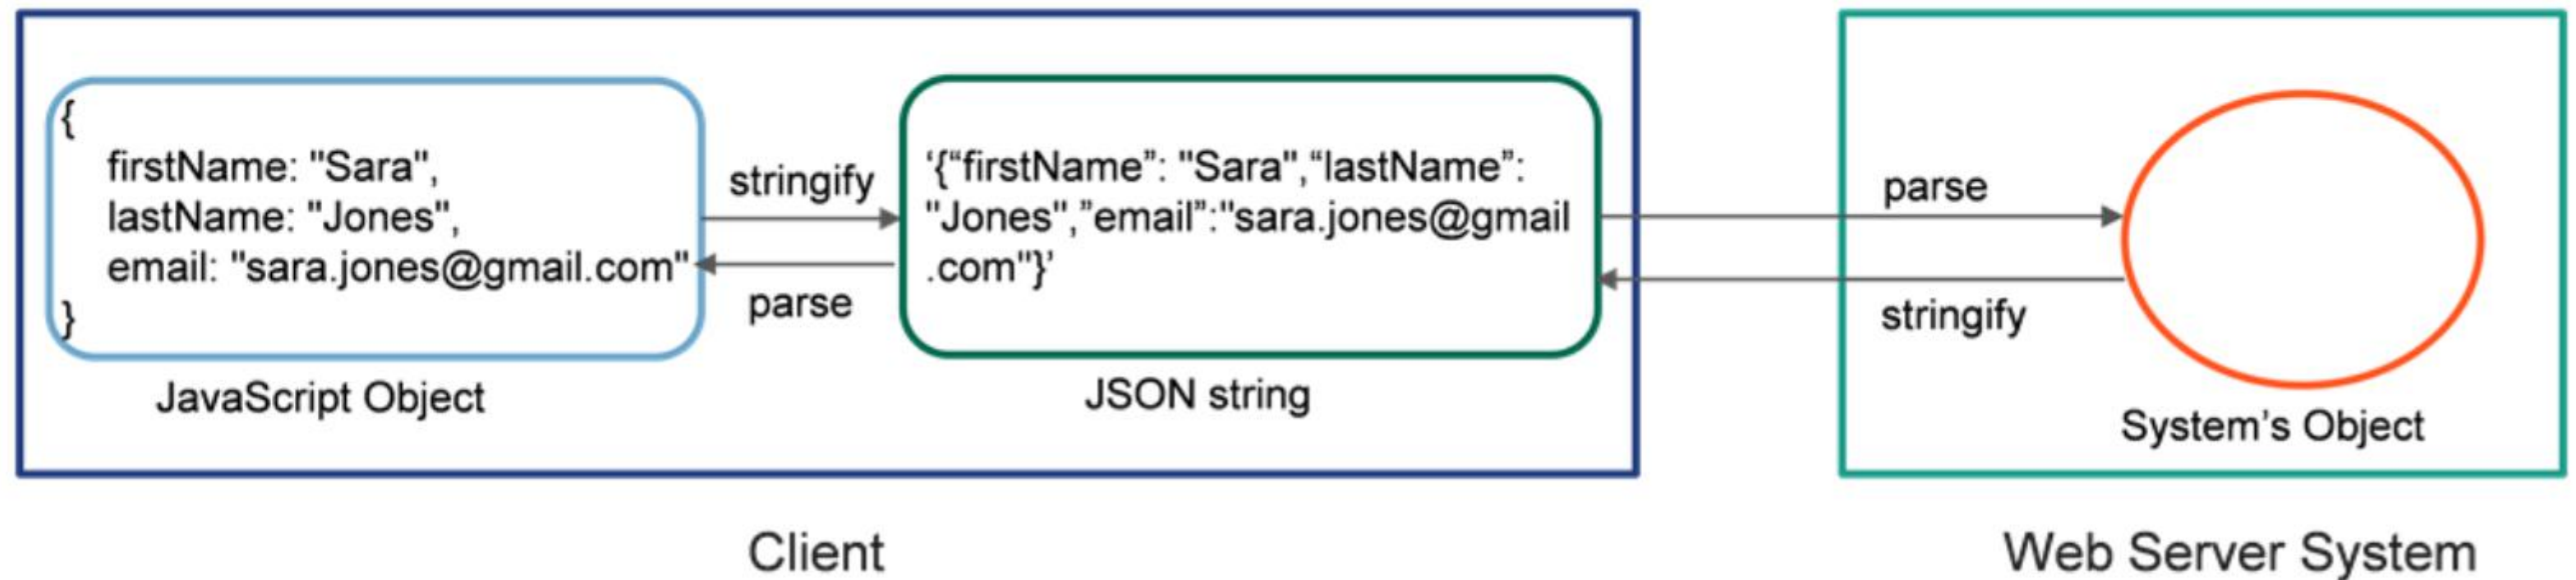 {
firstName: "Sara",
lastName: "Jones",
email: "sara.jones@gmail.com"
}
JavaScript Object
stringify
parse
‘{“firstName”: "Sara",“lastName”:
"Jones",”email”:"sara.jones@gmail
.com"}’
JSON string
parse
stringify
System’s Object
Client
Web Server System